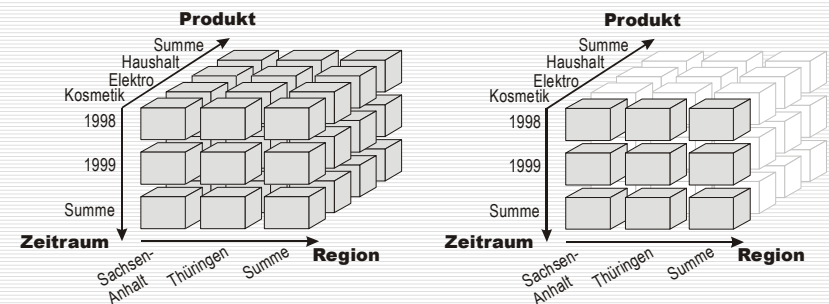 Produkt
Summe
Haushalt
Elektro
Kosmetik
1998
1999
Summe
Zeitraum
Region
Sachsen-
Anhalt
Thüringen
Summe
Produkt
Summe
Haushalt
Elektro
Kosmetik
1998
1999
Summe
Zeitraum
Region
Sachsen-
Anhalt
Thüringen
Summe